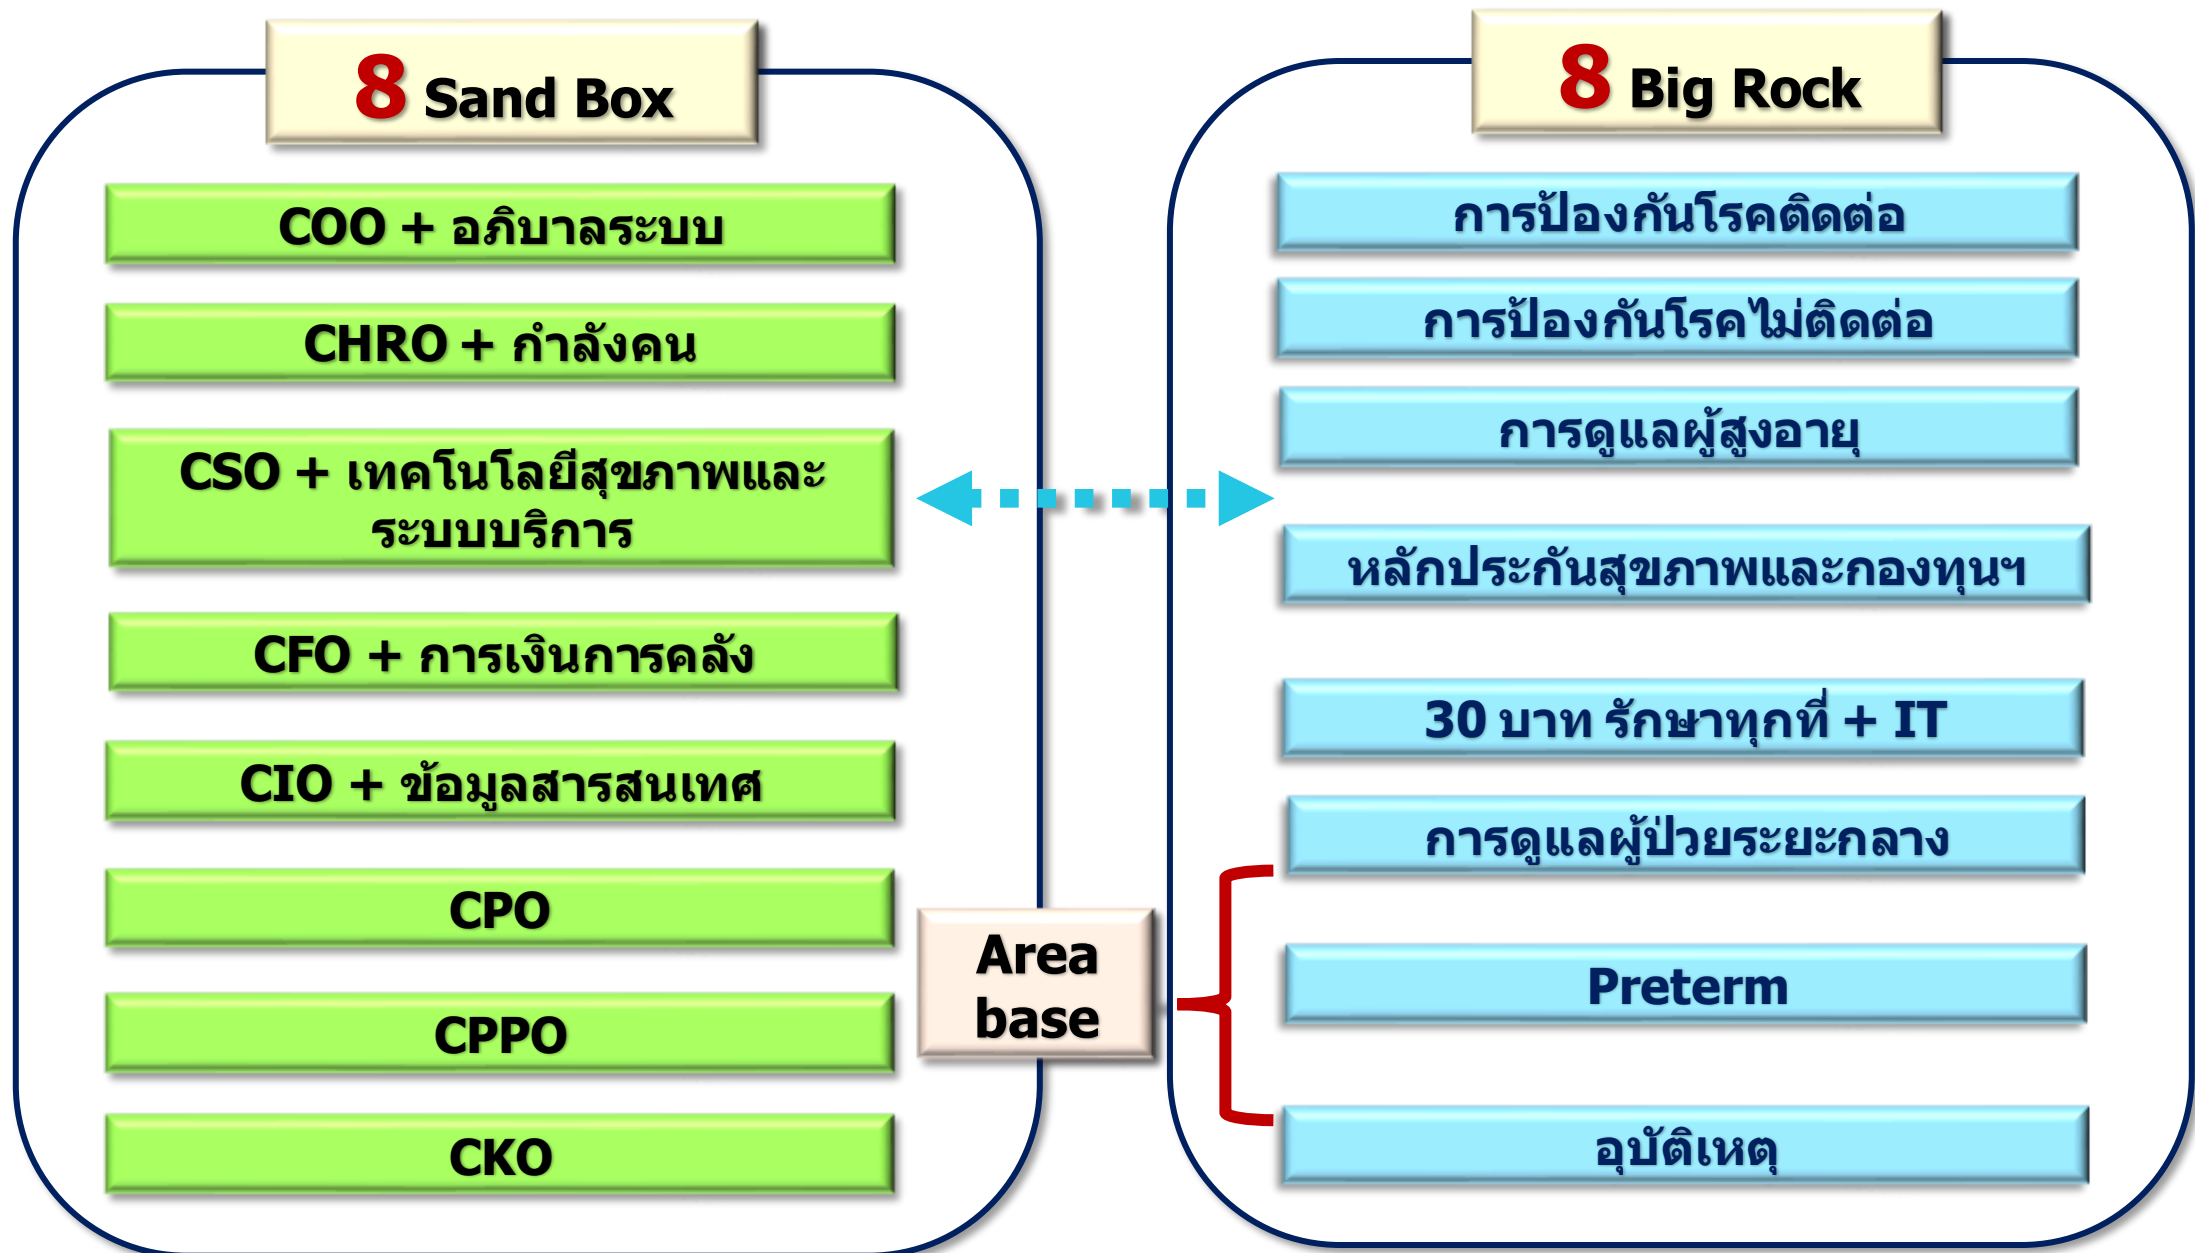 8 Sand Box
COO + อภิบาลระบบ
CHRO + กำลังคน
CSO + เทคโนโลยีสุขภาพและ
ระบบบริการ
CFO + การเงินการคลัง
CIO + ข้อมูลสารสนเทศ
CPO
CPPO
CKO
Area
base
8 Big Rock
การป้องกันโรคติดต่อ
การป้องกันโรคไม่ติดต่อ
การดูแลผู้สูงอายุ
หลักประกันสุขภาพและกองทุนฯ
30 บาท รักษาทุกที่ + IT
การดูแลผู้ป่วยระยะกลาง
Preterm
อุบัติเหตุ